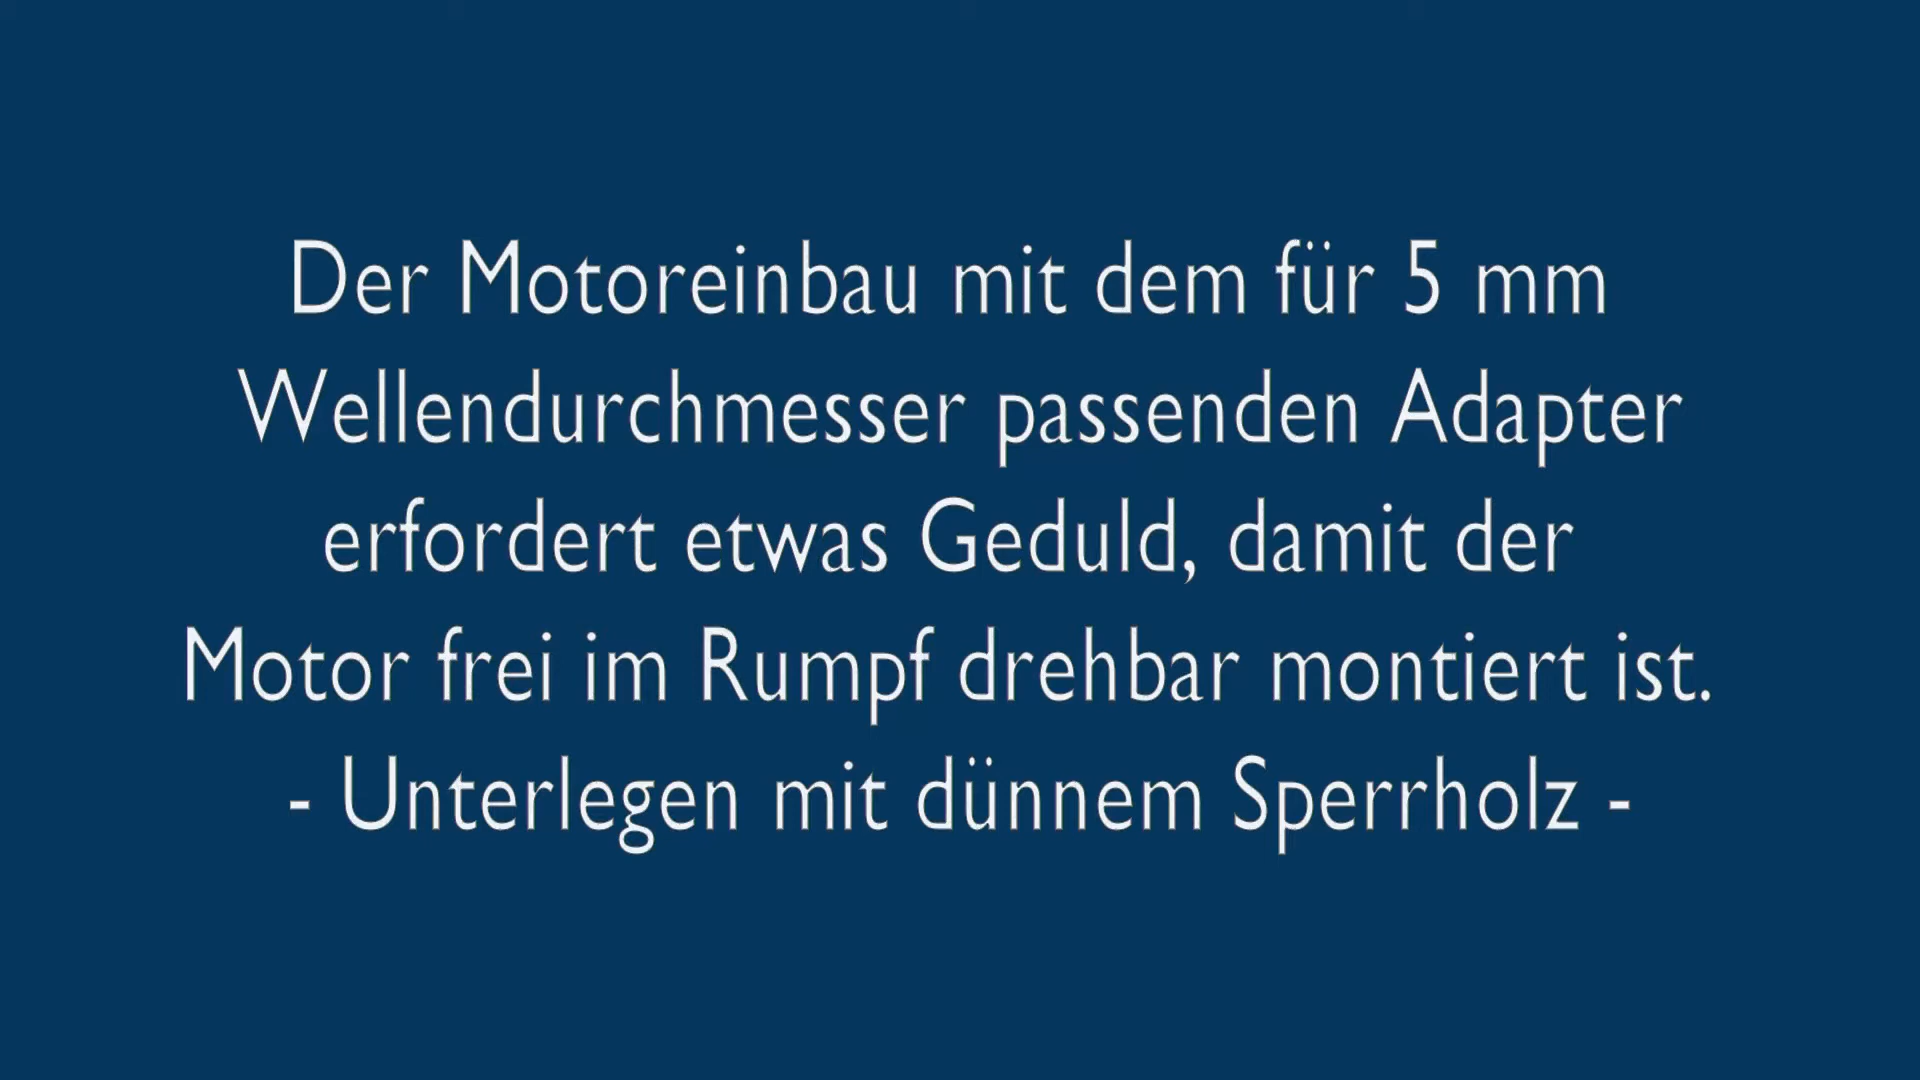 Der Motoreinbau mit dem für 5 mm
Wellendurchmesser passenden Adapter
erfordert etwas Geduld, damit der
Motor frei im Rumpf drehbar montiert ist.
- Unterlegen mit dünnem Sperrholz -